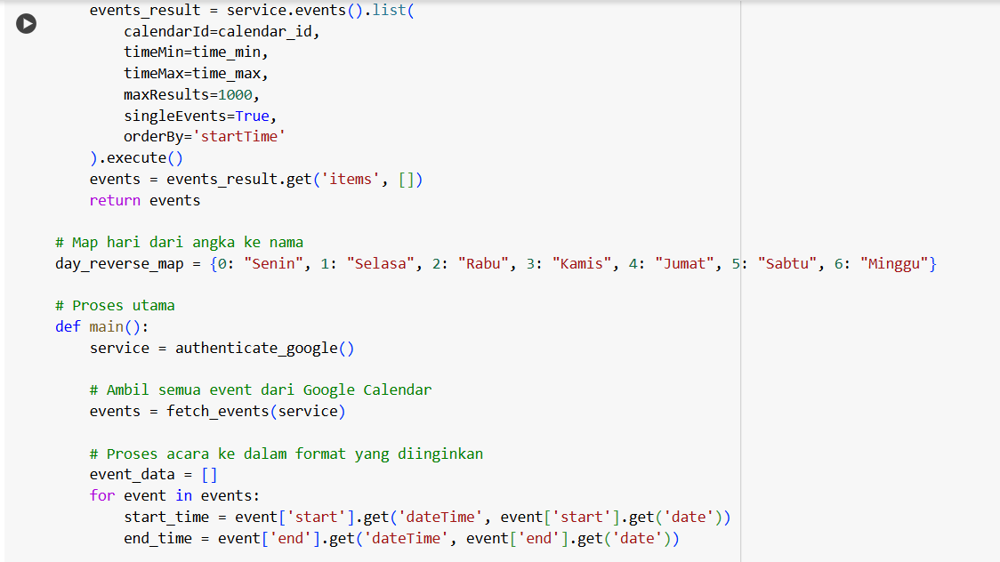 events_result = service.events().list(
calendarId=calendar_id,
timeMin=time_min,
timeMax=time_max,
maxResults=1000,
singleEvents=True,
orderBy='startTime'
).execute()
events = events_result.get('items', [])
return events
# Map hari dari angka ke nama
day_reverse_map = {0: "Senin", 1: "Selasa", 2: "Rabu", 3: "Kamis", 4: "Jumat", 5: "Sabtu", 6: "Minggu"}
# Proses utama
def main():
service = authenticate_google()
# Ambil semua event dari Google Calendar
events = fetch_events(service)
# Proses acara ke dalam format yang diinginkan
event_data = []
for event in events:
start_time = event['start'].get('dateTime', event['start'].get('date'))
end_time = event['end'].get('dateTime', event['end'].get('date'))